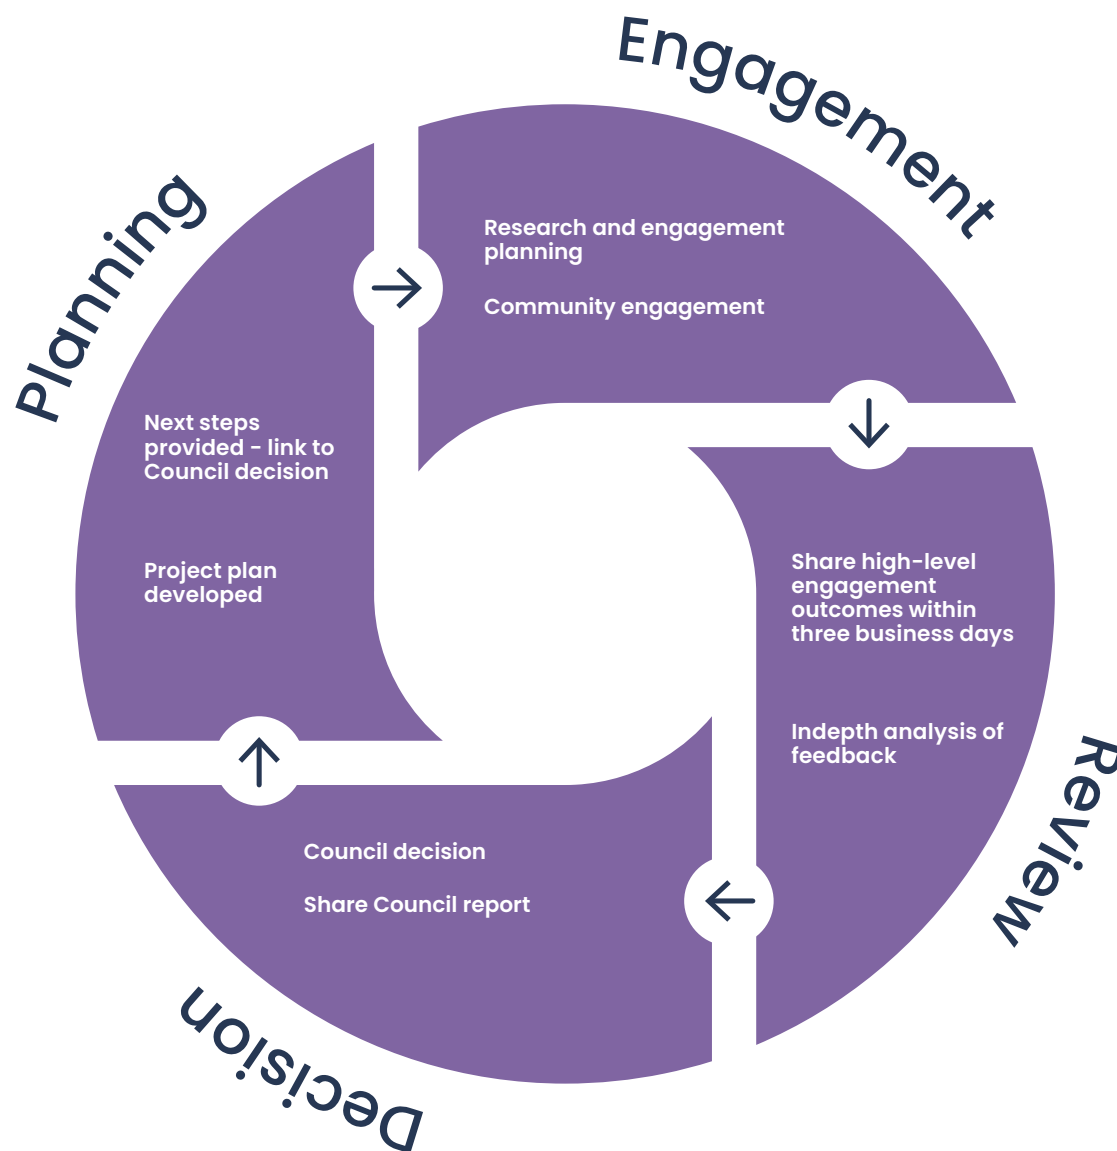 Engagement
Research and engagement
planning
Community engagement
Review
Share high-level
engagement
outcomes within
three business days
Indepth analysis of
feedback
Decision
Council decision
Share Council report
Planning
Next steps
provided - link to
Council decision
Project plan
developed